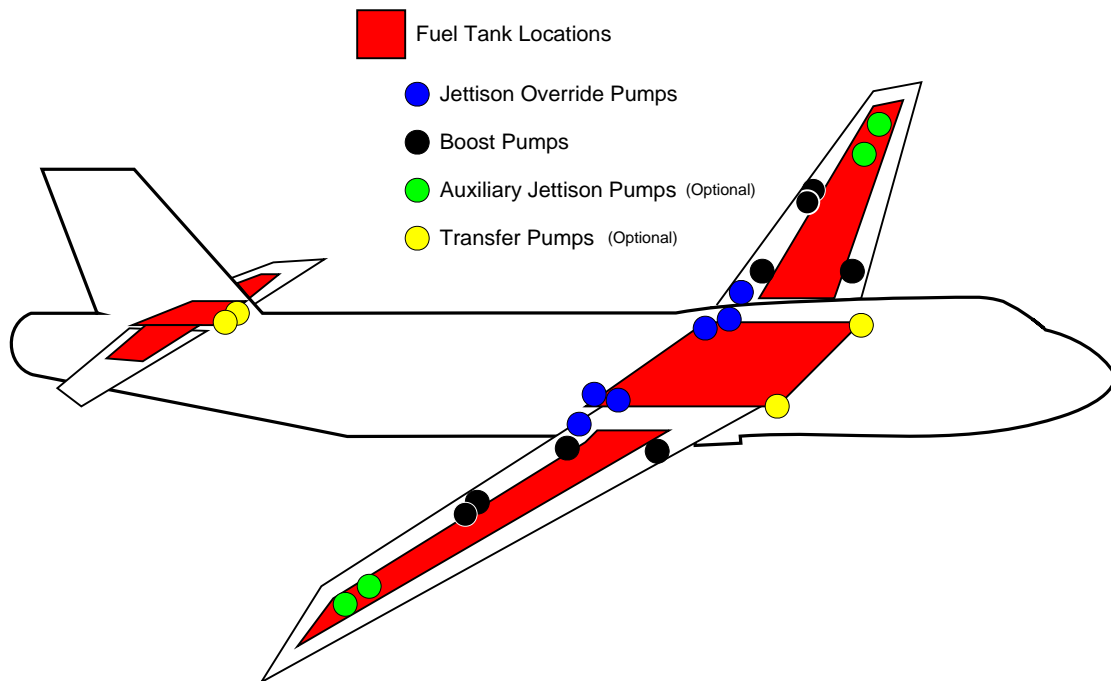 Fuel Tank Locations
Jettison Override Pumps
Boost Pumps
Auxiliary Jettison Pumps (Optional)
Transfer Pumps (Optional)